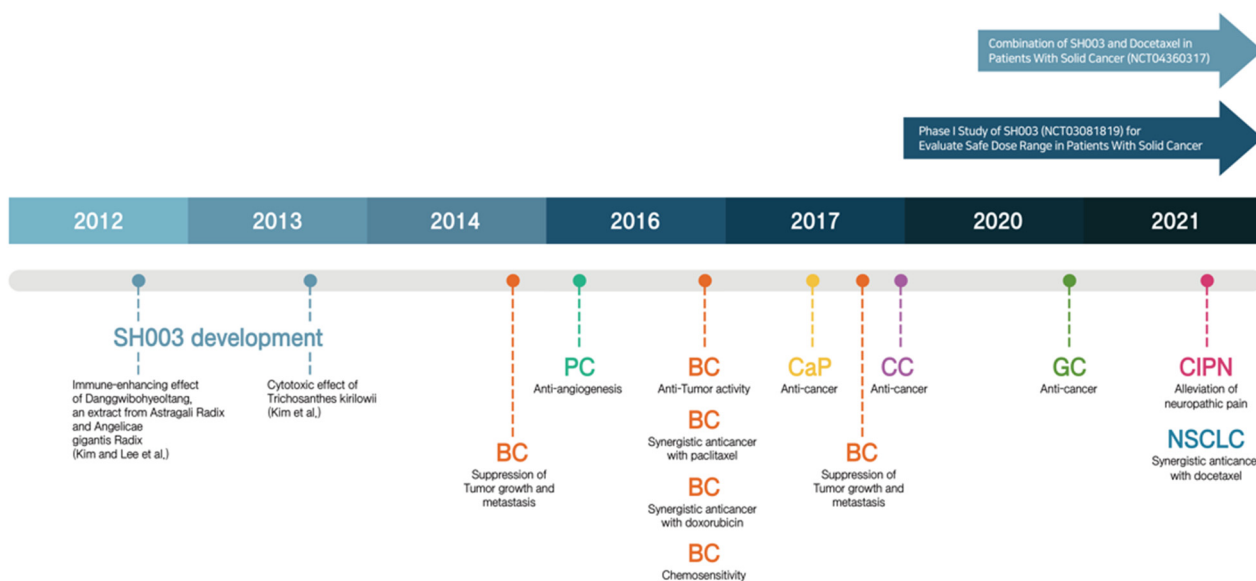 Combination of SH003 and Docetaxel in
Patients With Solid Cancer (NCT04360317)
Phase I Study of SH003 (NCT03081819) for
Evaluate Safe Dose Range in Patients With Solid Cancer
2012
2013
2014
2016
2017
2020
2021
SH003 development
Immune-enhancing effect
of Danggwibohyeoltang,
an extract from Astragali Radix
and Angelicae
gigantis Radix
(Kim and Lee et al.)
Cytotoxic effect of
Trichosanthes kirilowii
(Kim et al.)
BC
Suppression of
Tumor growth and
metastasis
PC
Anti-angiogenesis
BC
Anti-Tumor activity
BC
Synergistic anticancer
with paclitaxel
BC
Synergistic anticancer
with doxorubicin
BC
Chemosensitivity
CaP
Anti-cancer
BC
Suppression of
Tumor growth and
metastasis
CC
Anti-cancer
GC
Anti-cancer
CIPN
Alleviation of
neuropathic pain
NSCLC
Synergistic anticance
with docetaxel